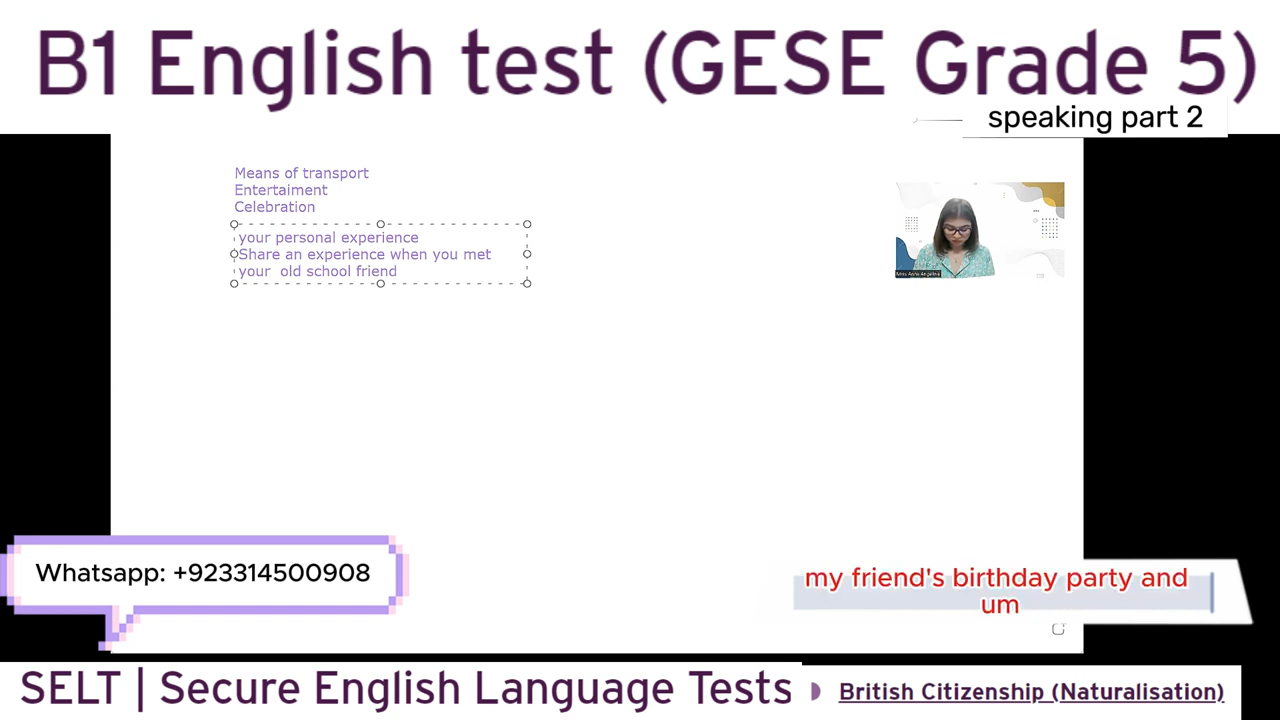 B1 English test (GESE Grade 5)
speaking part 2
Means of transport
Entertaiment
Celebration
your personal experience
Share an experience when you met
your  old school friend
Whatsapp: +923314500908
my friend's birthday party and
um
SELT | Secure English Language Tests
British Citizenship (Naturalisation)